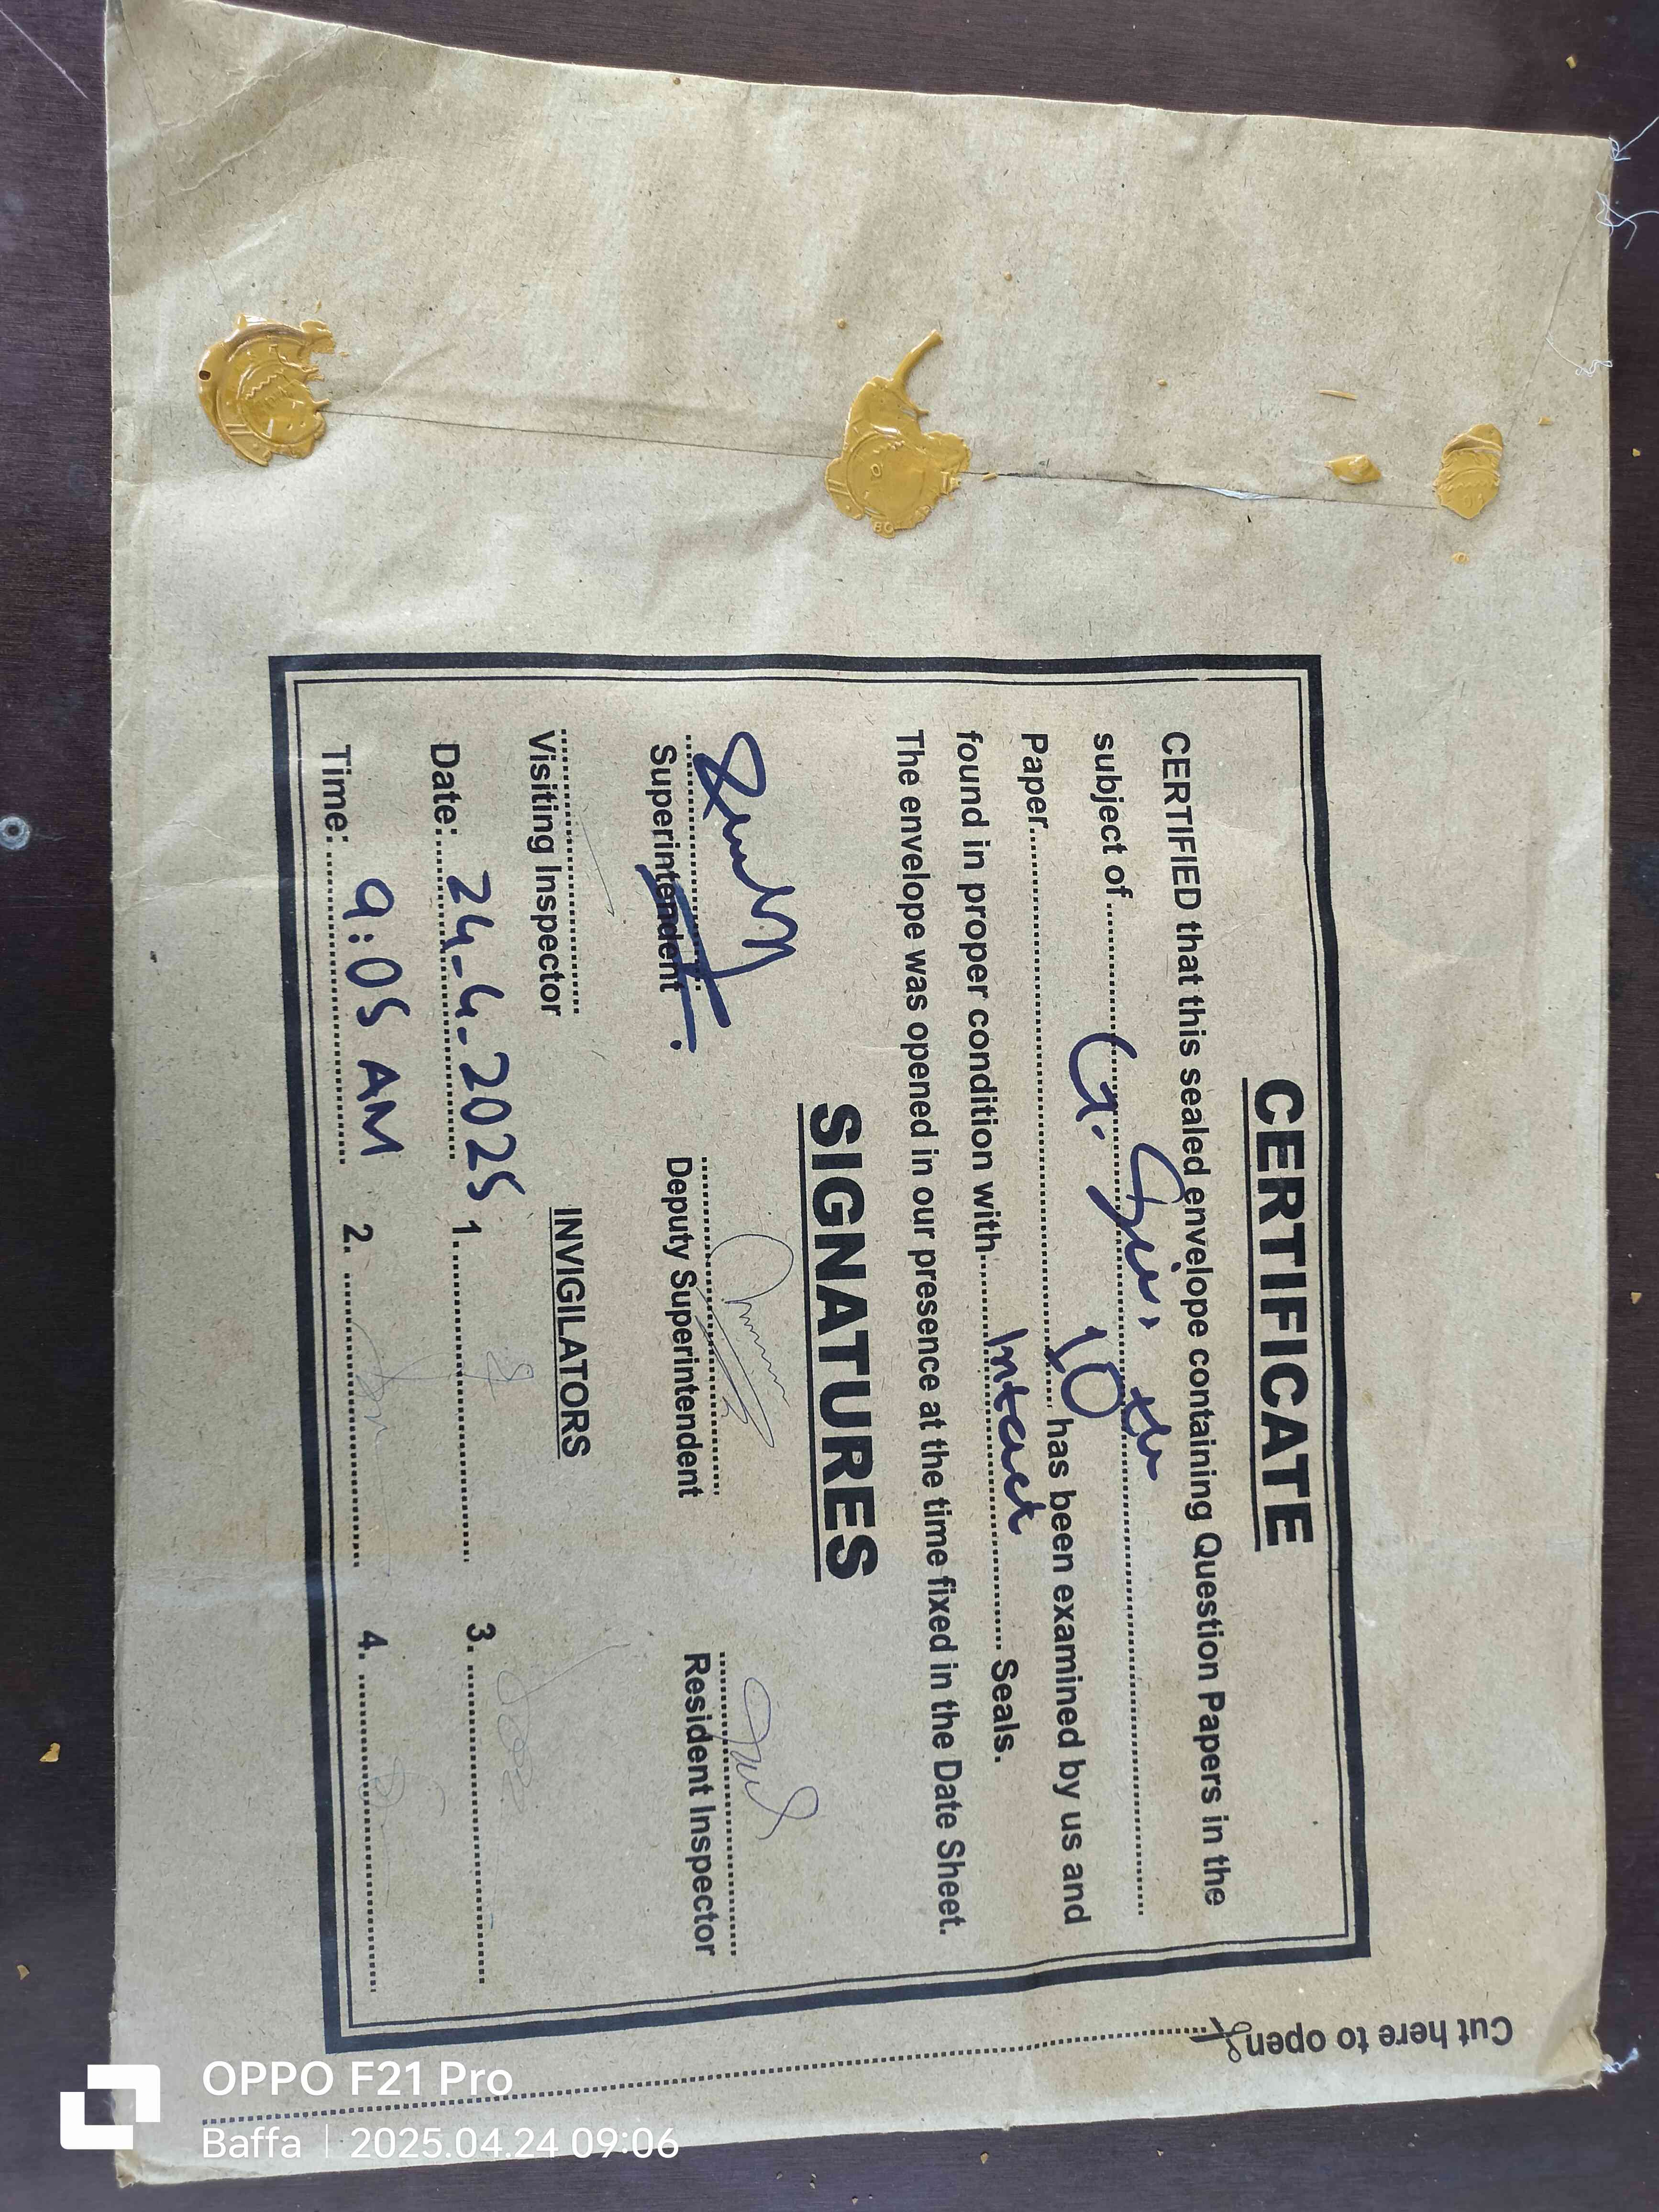 CERTIFICATE
CERTIFIED that this sealed envelope containing Question Papers in the
subject of ........ G. Sci, 10 th ........
Paper................ has been examined by us and
found in proper condition with...... Intact ........ Seals.
The envelope was opened in our presence at the time fixed in the Date Sheet.
SIGNATURES
Superintendent
Deputy Superintendent
Resident Inspector
Visiting Inspector
INVIGILATORS
Date: 24-4-2025
1. ........
3. ........
Time: 9:05 AM
2. ........
4. ........
Cut here to open
OPPO F21 Pro
Baffa | 2025.04.24 09:06